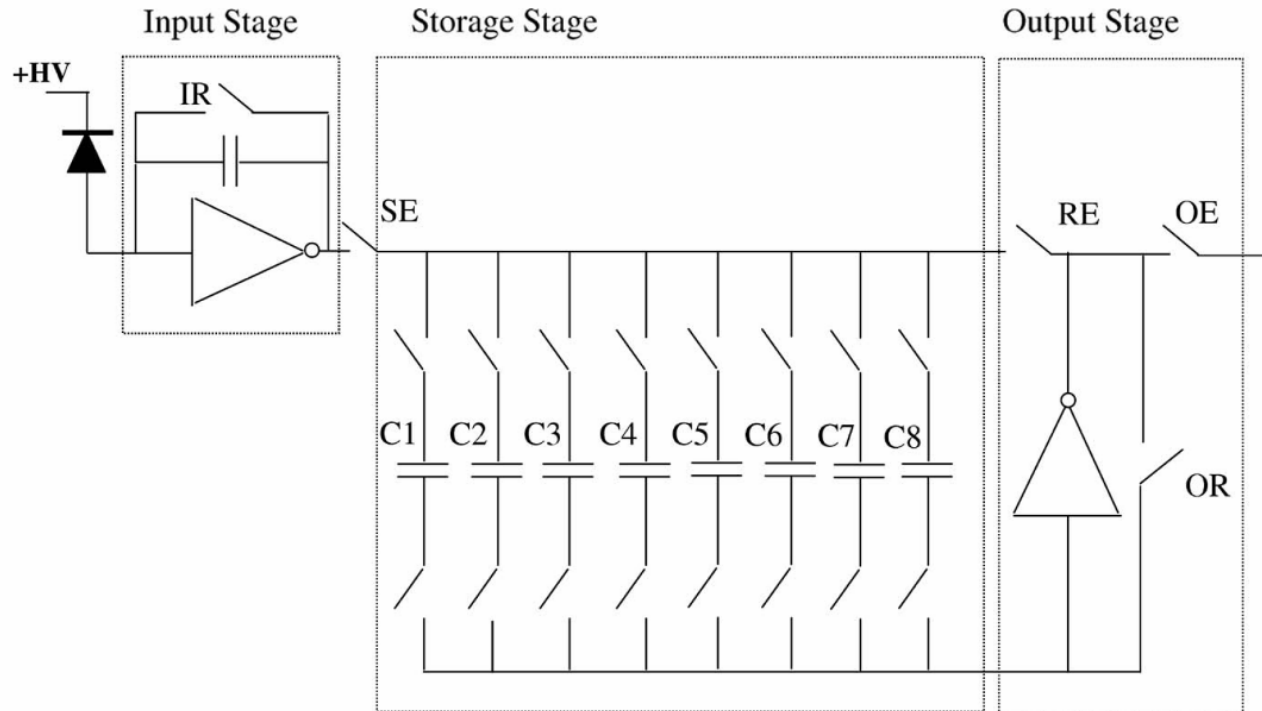 Input Stage
Storage Stage
Output Stage
+HV
IR
SE
RE
OE
C1 C2 C3 C4 C5 C6 C7 C8
OR